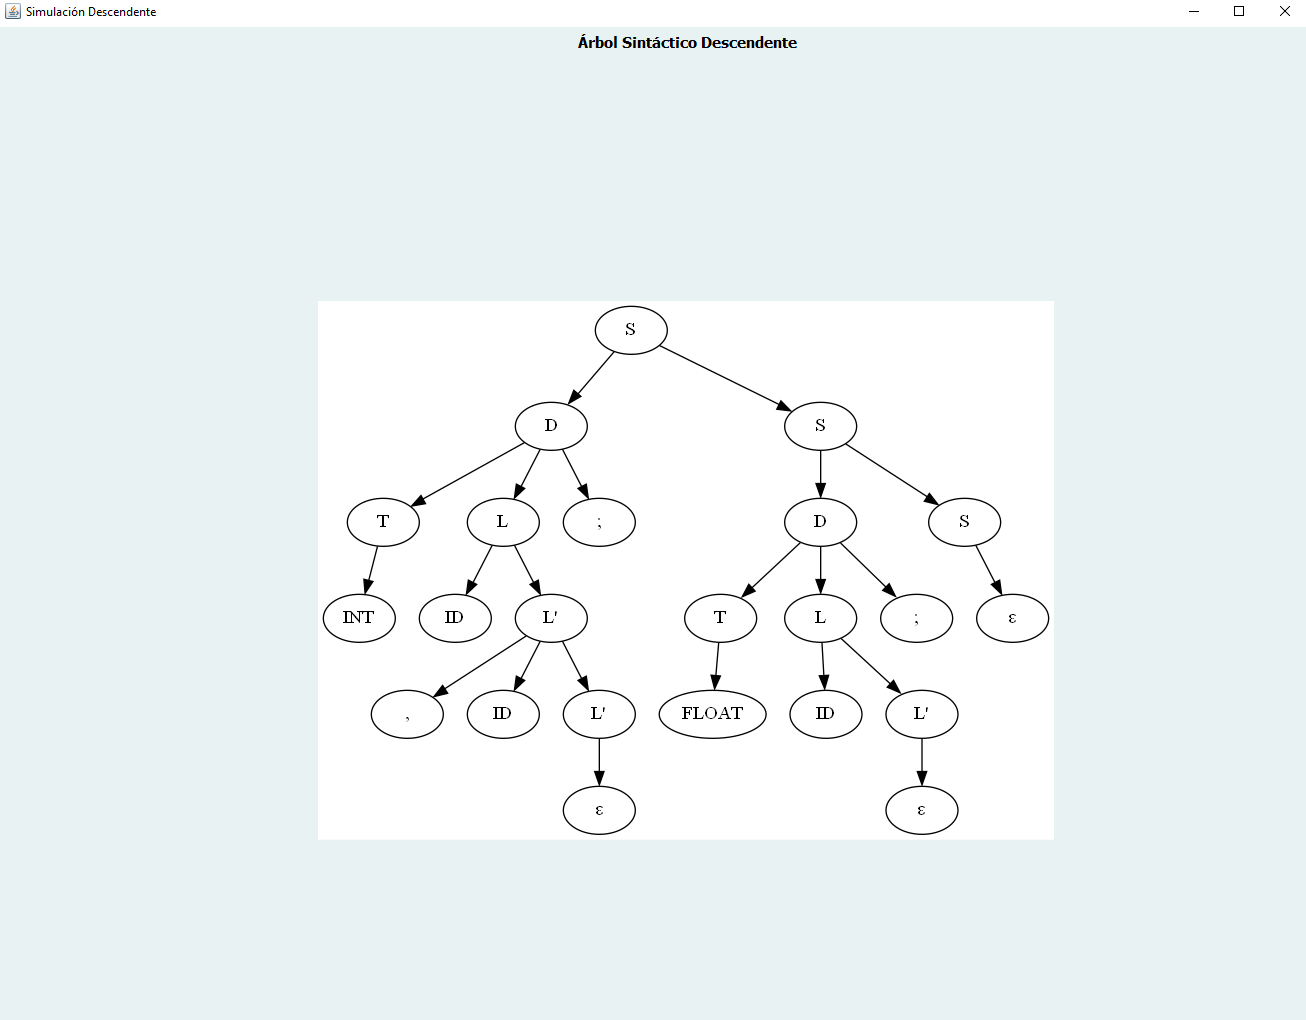 Simulación Descendente
Árbol Sintáctico Descendente
S
D S
T L ; D S
INT ID L' T L ; ε
, ID L' FLOAT ID L'
ε ε